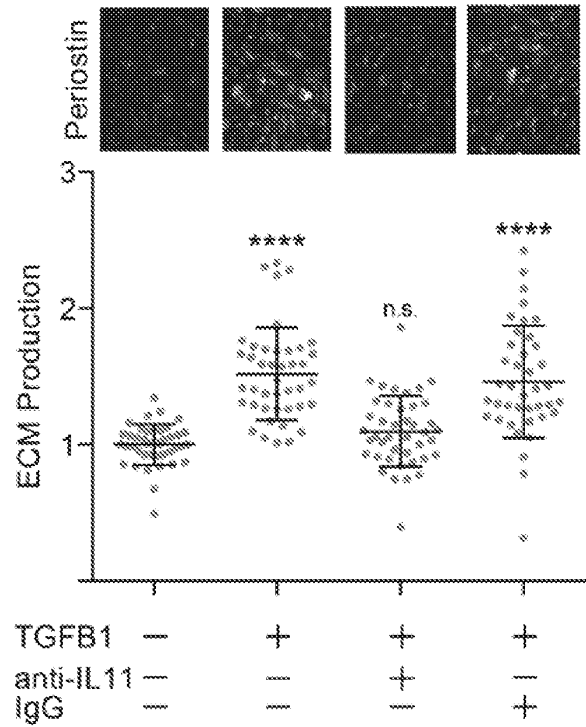 Periostin
3
****
****
n.s.
2
ECM Production
1
TGFB1 − + + +
anti-IL11 − − + −
IgG − − − +